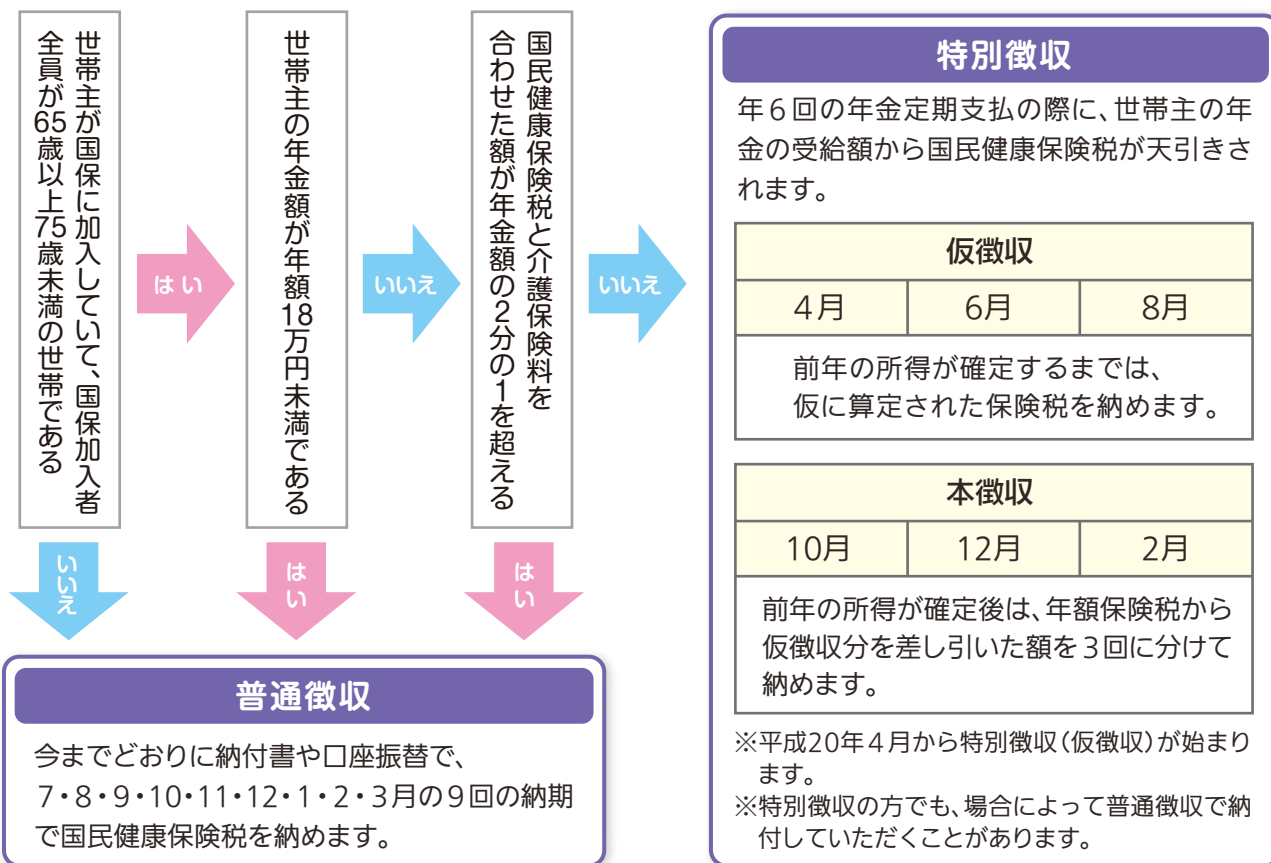 世帯主が国保に加入していて、国保加入者
全員が65歳以上75歳未満の世帯である
はい
いいえ
世帯主の年金額が年額18万円未満である
いいえ
はい
国民健康保険税と介護保険料を
合わせた額が年金額の2分の1を超える
いいえ
はい
普通徴収
今までどおりに納付書や口座振替で、
7・8・9・10・11・12・1・2・3月の9回の納期
で国民健康保険税を納めます。
特別徴収
年6回の年金定期支払の際に、世帯主の年
金の受給額から国民健康保険税が天引きさ
れます。
仮徴収
4月 6月 8月
前年の所得が確定するまでは、
仮に算定された保険税を納めます。
本徴収
10月 12月 2月
前年の所得が確定後は、年額保険税から
仮徴収分を差し引いた額を3回に分けて
納めます。
※平成20年4月から特別徴収(仮徴収)が始まり
ます。
※特別徴収の方でも、場合によって普通徴収で納
付していただくことがあります。